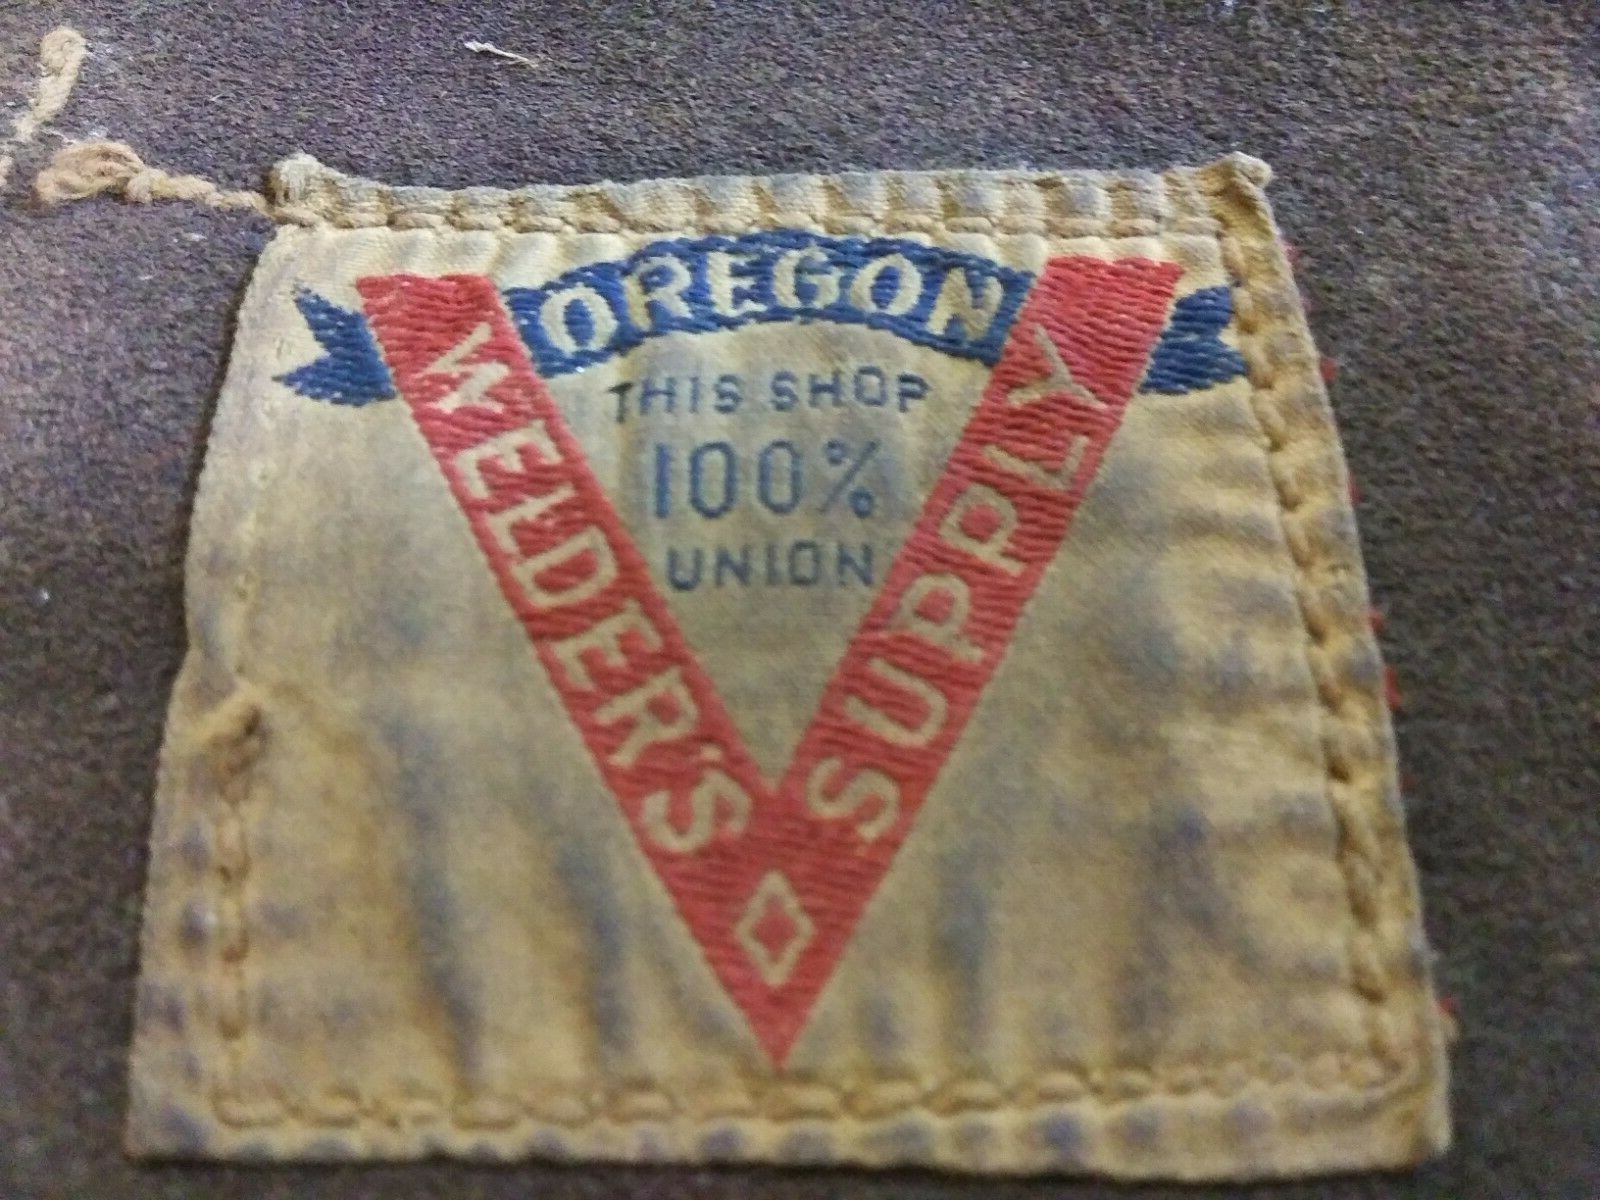 OREGON
WELDER'S SUPPLY
THIS SHOP
100%
UNION